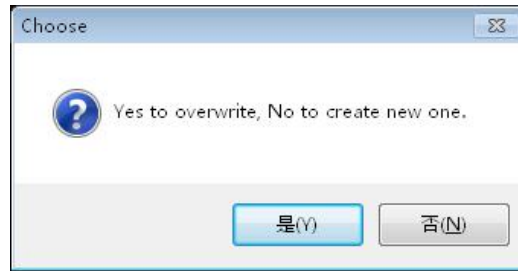 Choose
Yes to overwrite, No to create new one.
是(Y)
否(N)